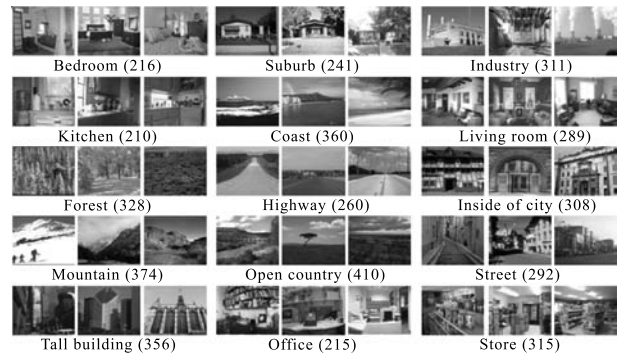 Bedroom (216) Suburb (241) Industry (311)
Kitchen (210) Coast (360) Living room (289)
Forest (328) Highway (260) Inside of city (308)
Mountain (374) Open country (410) Street (292)
Tall building (356) Office (215) Store (315)